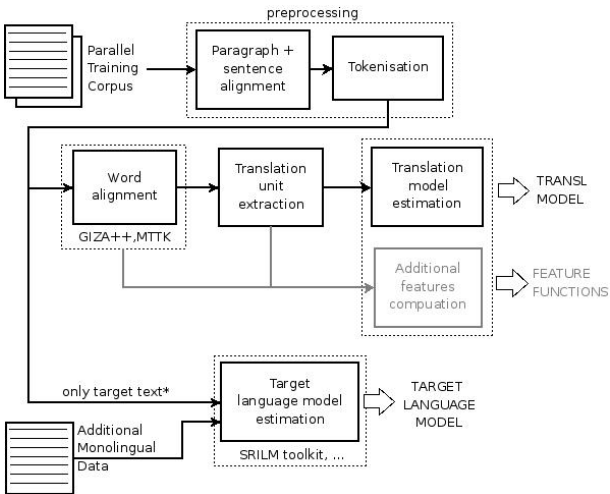 preprocessing
Parallel
Training
Corpus
Paragraph +
sentence
alignment
Tokenisation
Word
alignment
GIZA++,MTTK
Translation
unit
extraction
Translation
model
estimation
TRANSL
MODEL
Additional
features
compuation
FEATURE
FUNCTIONS
only target text*
Target
language model
estimation
SRILM toolkit, ...
TARGET
LANGUAGE
MODEL
Additional
Monolingual
Data